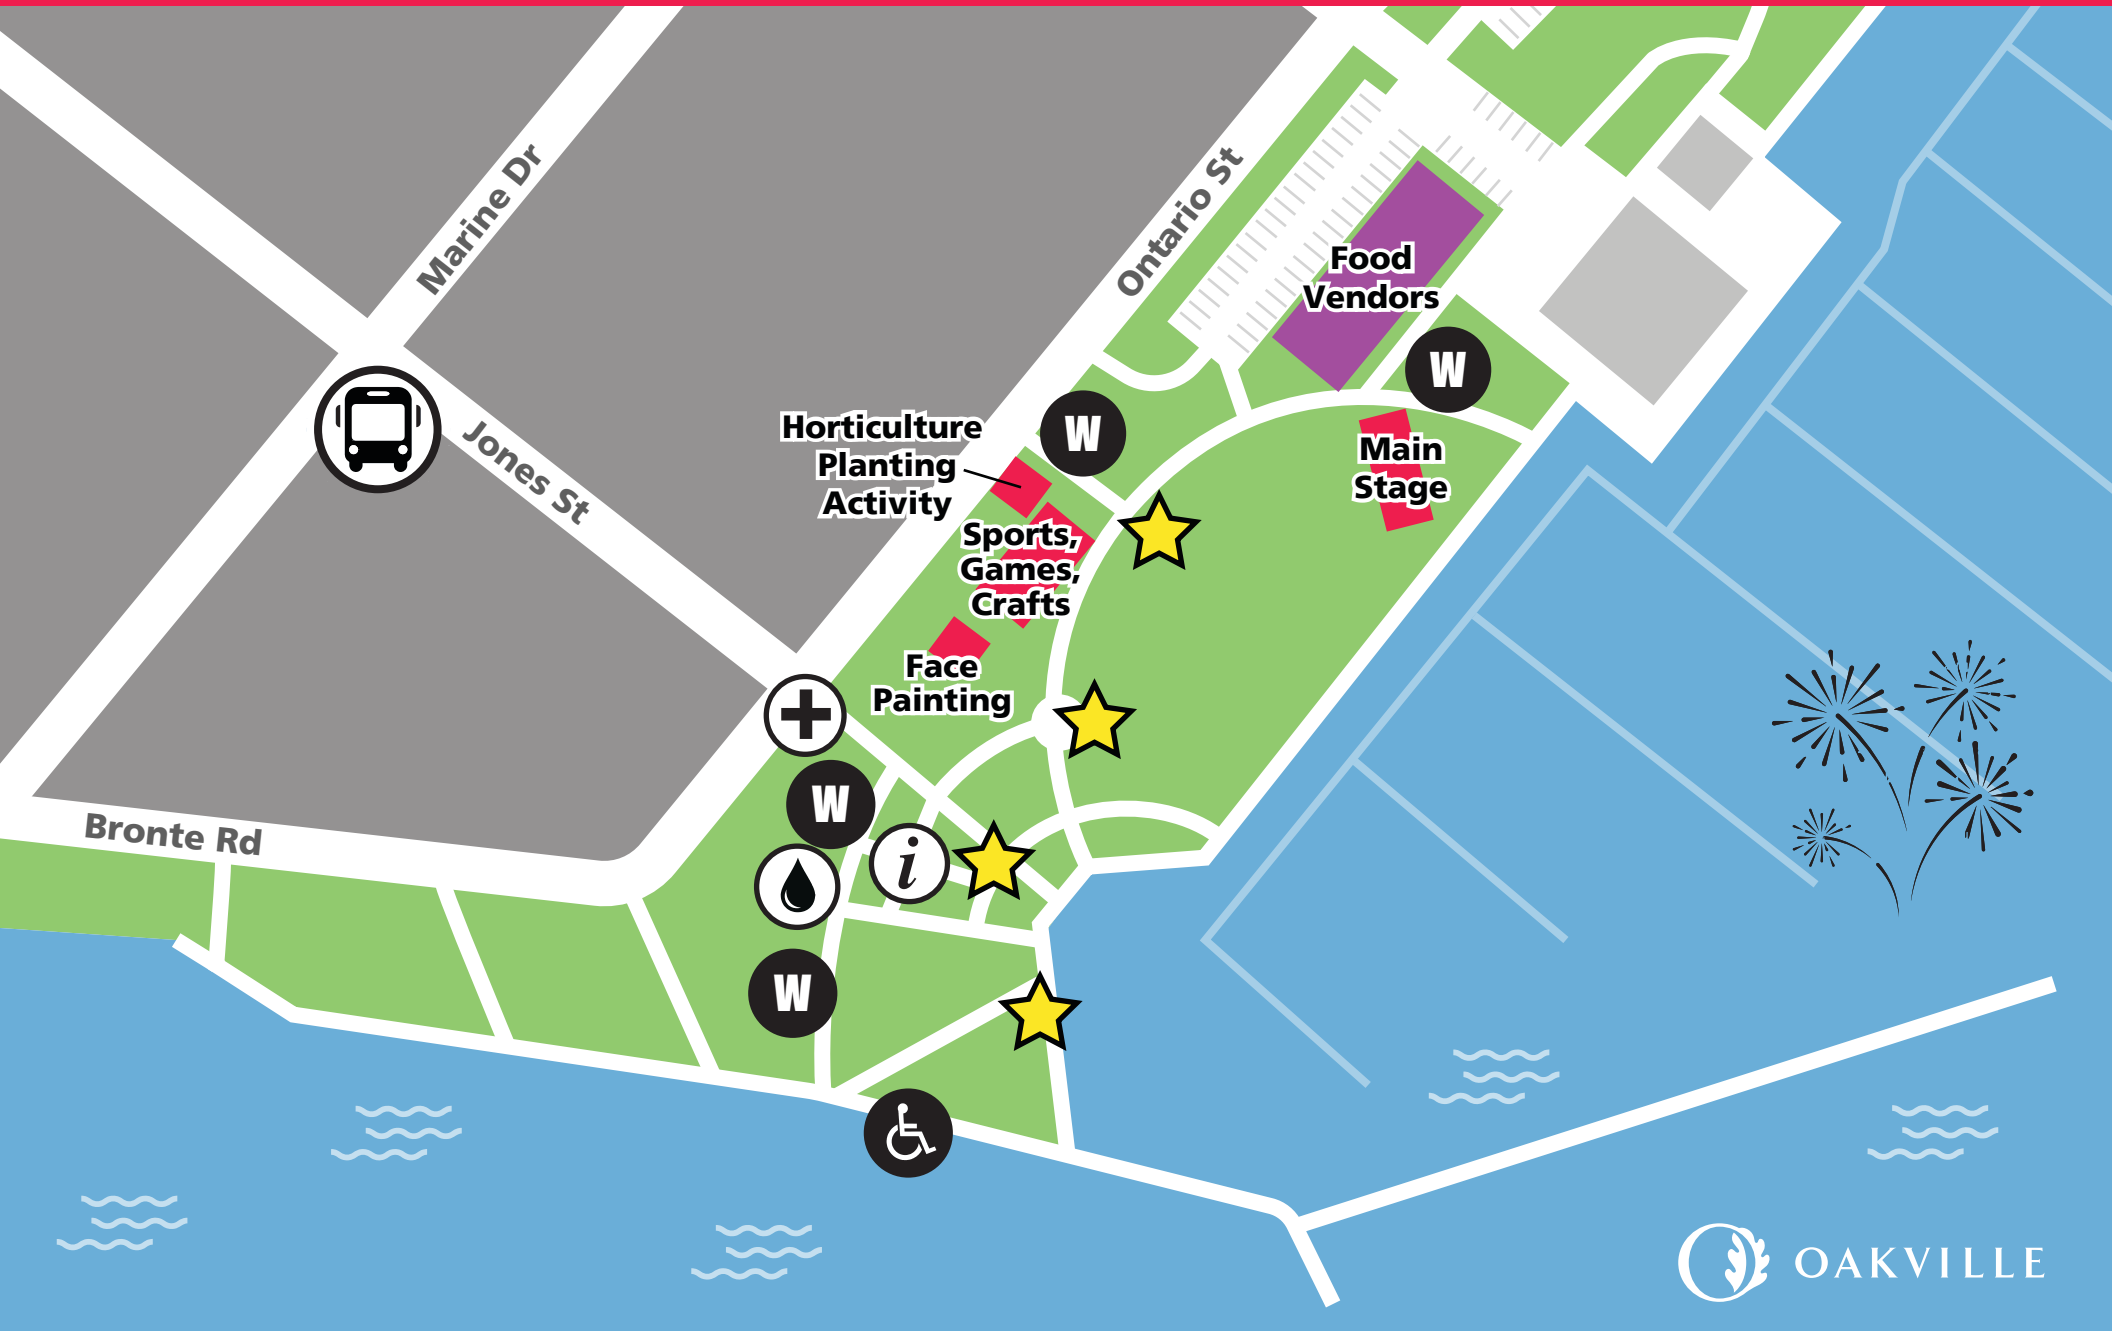 Marine Dr
Ontario St
Food
Vendors
W
W
Horticulture
Planting
Activity
Main
Stage
Jones St
Sports,
Games,
Crafts
Face
Painting
W
Bronte Rd
i
W
OAKVILLE